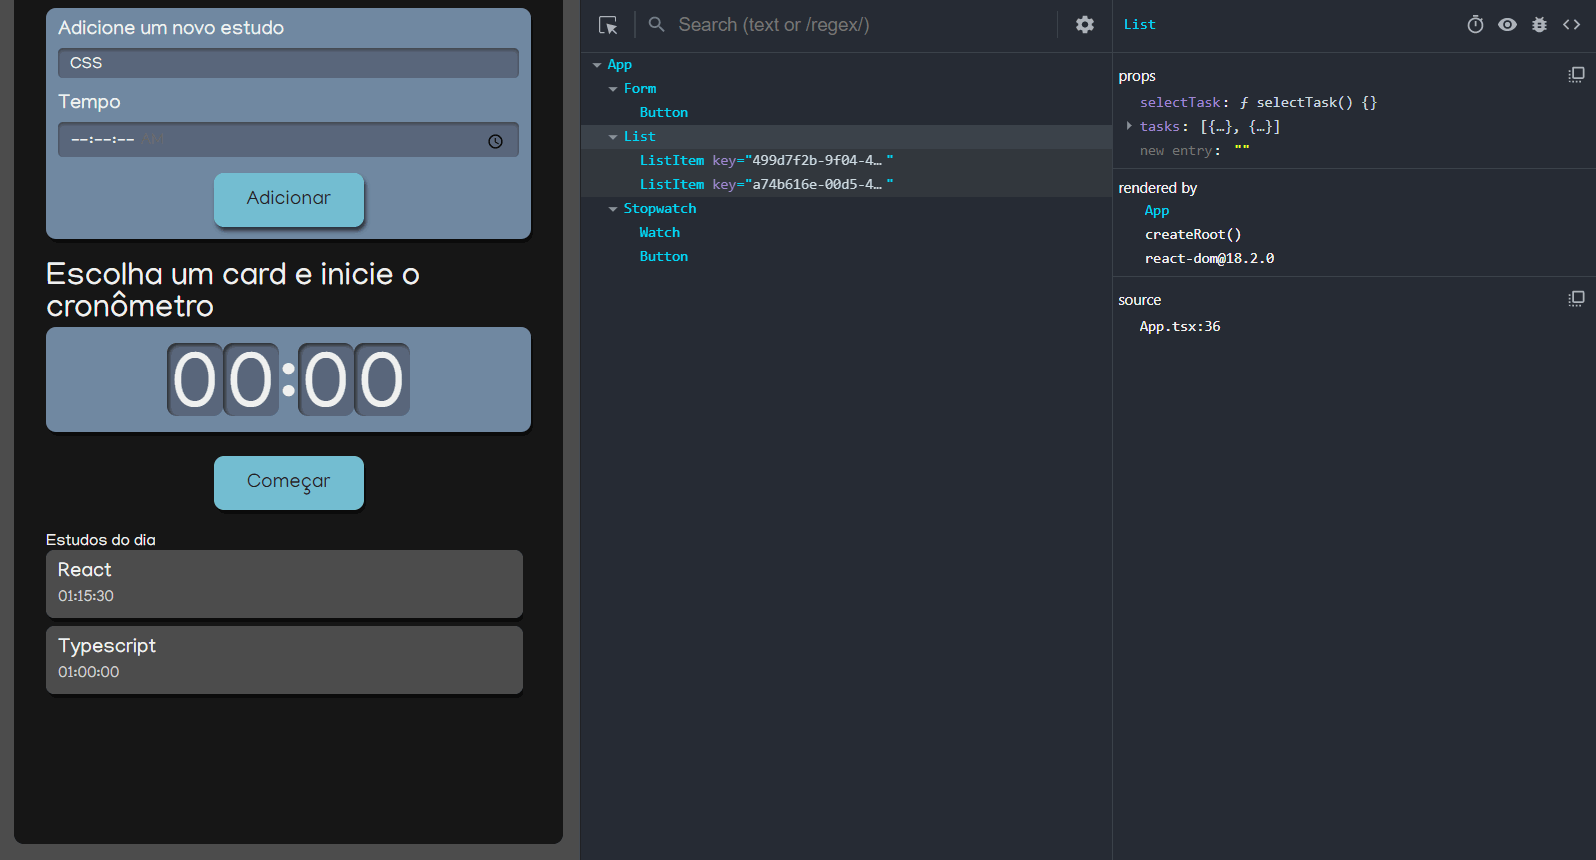 Adicione um novo estudo
CSS
Tempo
--:--:--
Adicionar
Escolha um card e inicie o
cronômetro
00:00
Começar
Estudos do dia
React
01:15:30
Typescript
01:00:00
Search (text or /regex/)
App
Form
Button
List
ListItem key="499d7f2b-9f04-4…"
ListItem key="a74b616e-00d5-4…"
Stopwatch
Watch
Button
List
props
selectTask: ƒ selectTask() {}
tasks: [{…}, {…}]
new entry: ""
rendered by
App
createRoot()
react-dom@18.2.0
source
App.tsx:36